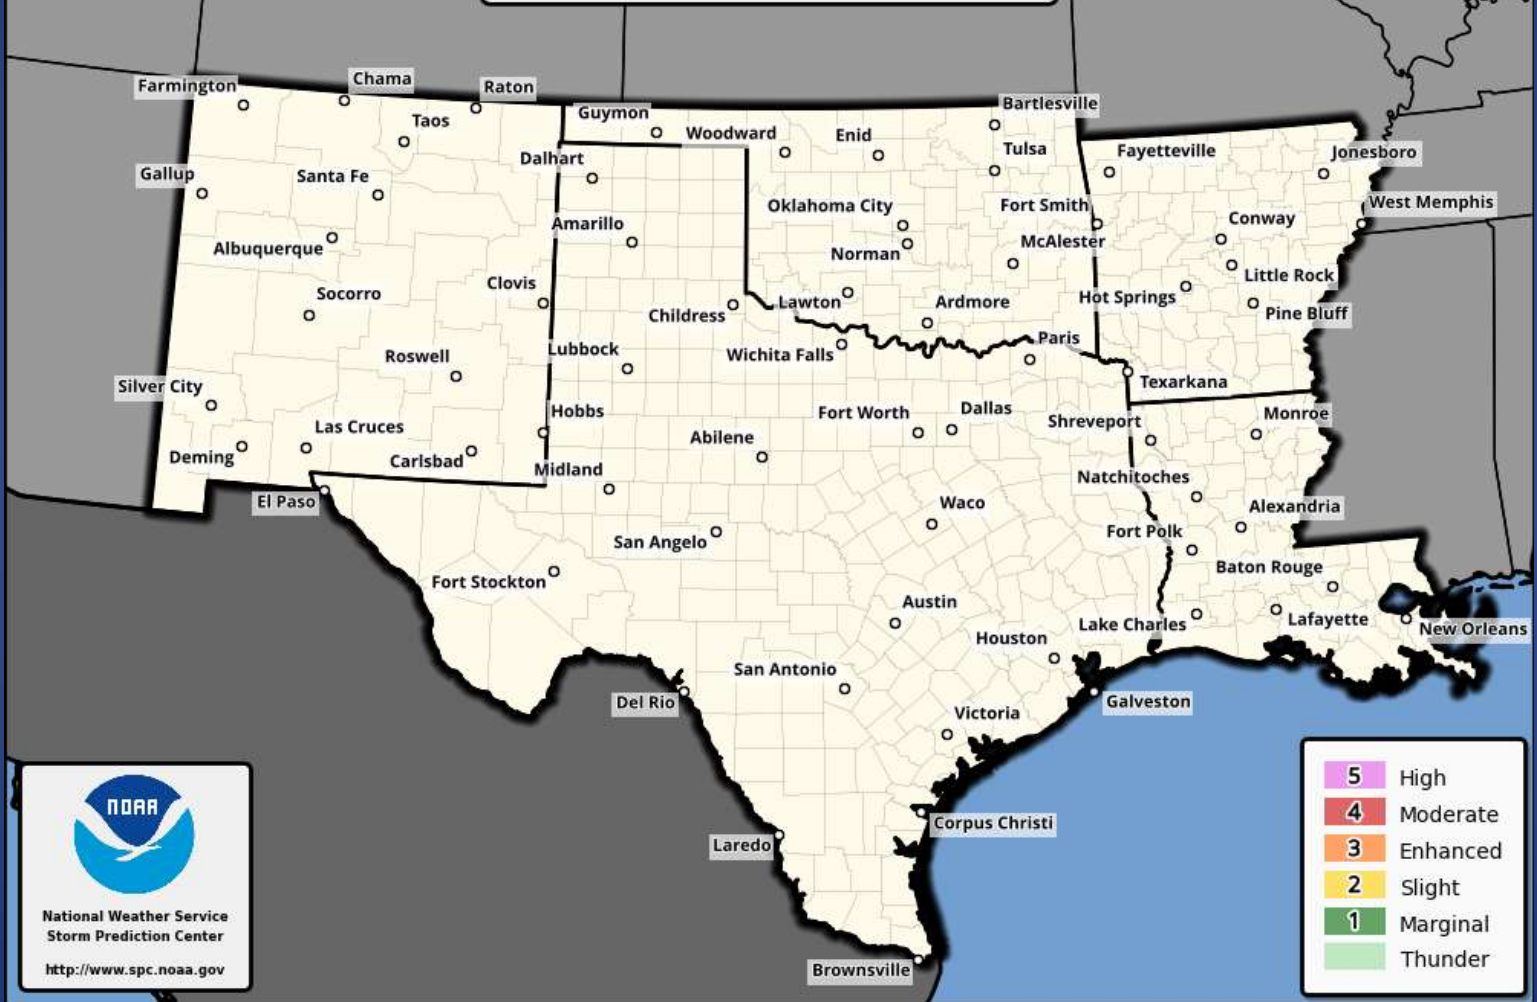 Farmington
Chama
Raton
Guymon
Bartlesville
Taos
Woodward
Enid
Tulsa
Fayetteville
Jonesboro
Dalhart
Gallup
Santa Fe
West Memphis
Oklahoma City
Fort Smith
Conway
Amarillo
Albuquerque
Norman
McAlester
Little Rock
Clovis
Socorro
Lawton
Ardmore
Hot Springs
Pine Bluff
Childress
Paris
Lubbock
Wichita Falls
Roswell
Silver City
Texarkana
Hobbs
Fort Worth
Dallas
Shreveport
Monroe
Las Cruces
Abilene
Deming
Carlsbad
Midland
Natchitoches
El Paso
Waco
Alexandria
San Angelo
Fort Polk
Baton Rouge
Fort Stockton
Austin
Lake Charles
Lafayette
New Orleans
Houston
San Antonio
Del Rio
Galveston
Victoria
Corpus Christi
Laredo
Brownsville
NOAA
National Weather Service
Storm Prediction Center
http://www.spc.noaa.gov
5 High
4 Moderate
3 Enhanced
2 Slight
1 Marginal
Thunder